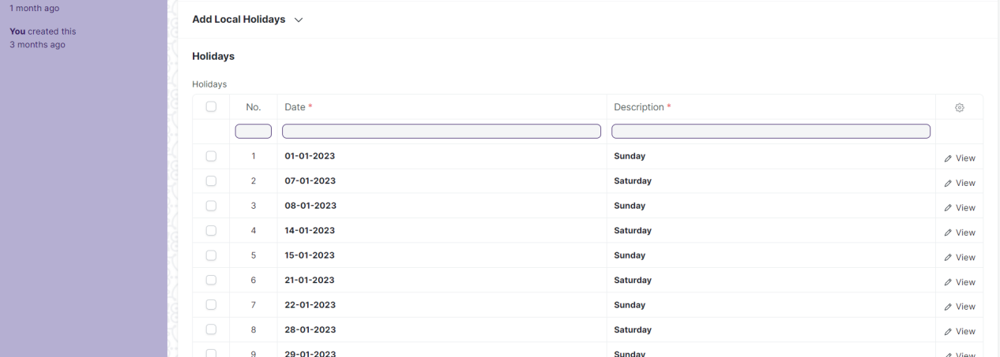 1 month ago
You created this
3 months ago
Add Local Holidays
Holidays
Holidays
No. Date * Description *
1 01-01-2023 Sunday View
2 07-01-2023 Saturday View
3 08-01-2023 Sunday View
4 14-01-2023 Saturday View
5 15-01-2023 Sunday View
6 21-01-2023 Saturday View
7 22-01-2023 Sunday View
8 28-01-2023 Saturday View
9 29-01-2023 Sunday View